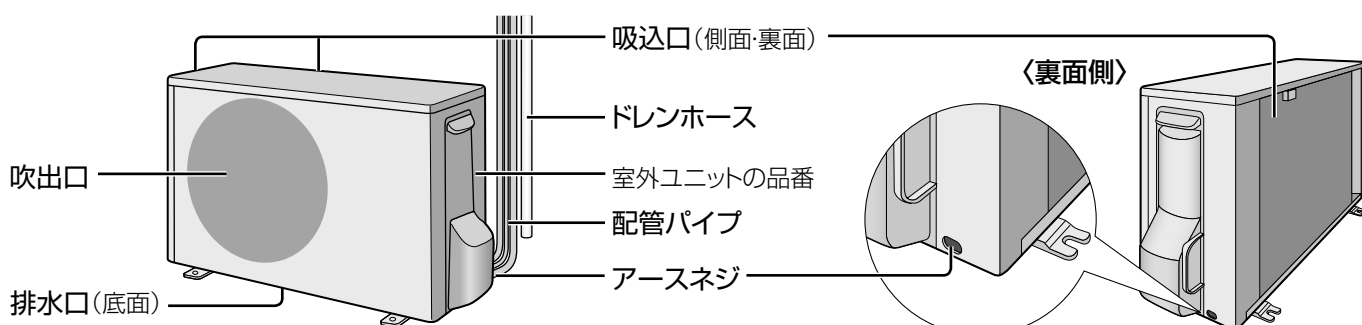 吸込口(側面・裏面)
〈裏面側〉
ドレンホース
吹出口
室外ユニットの品番
配管パイプ
アースネジ
排水口(底面)